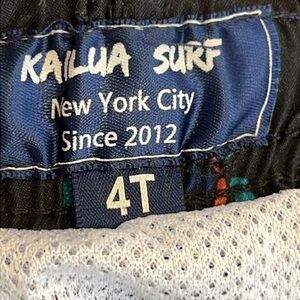 KAILUA SURF
New York City
Since 2012
4T